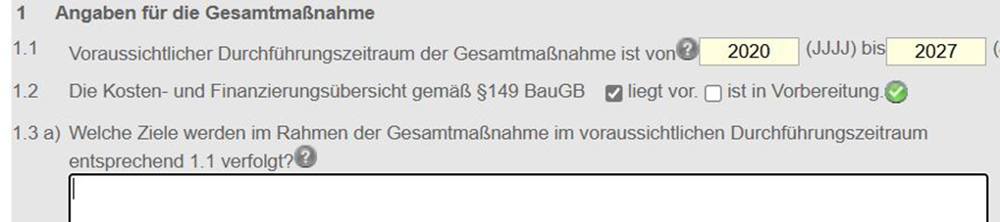 1 Angaben für die Gesamtmaßnahme
1.1 Voraussichtlicher Durchführungszeitraum der Gesamtmaßnahme ist von ? 2020 (JJJJ) bis 2027 (
1.2 Die Kosten- und Finanzierungsübersicht gemäß §149 BauGB liegt vor. ist in Vorbereitung.
1.3 a) Welche Ziele werden im Rahmen der Gesamtmaßnahme im voraussichtlichen Durchführungszeitraum
entsprechend 1.1 verfolgt? ?